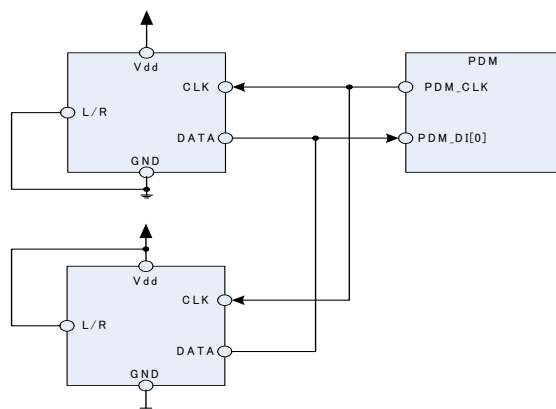 PDM
Vdd
CLK
PDM_CLK
L/R
DATA
PDM_DI[0]
GND
Vdd
CLK
L/R
DATA
GND